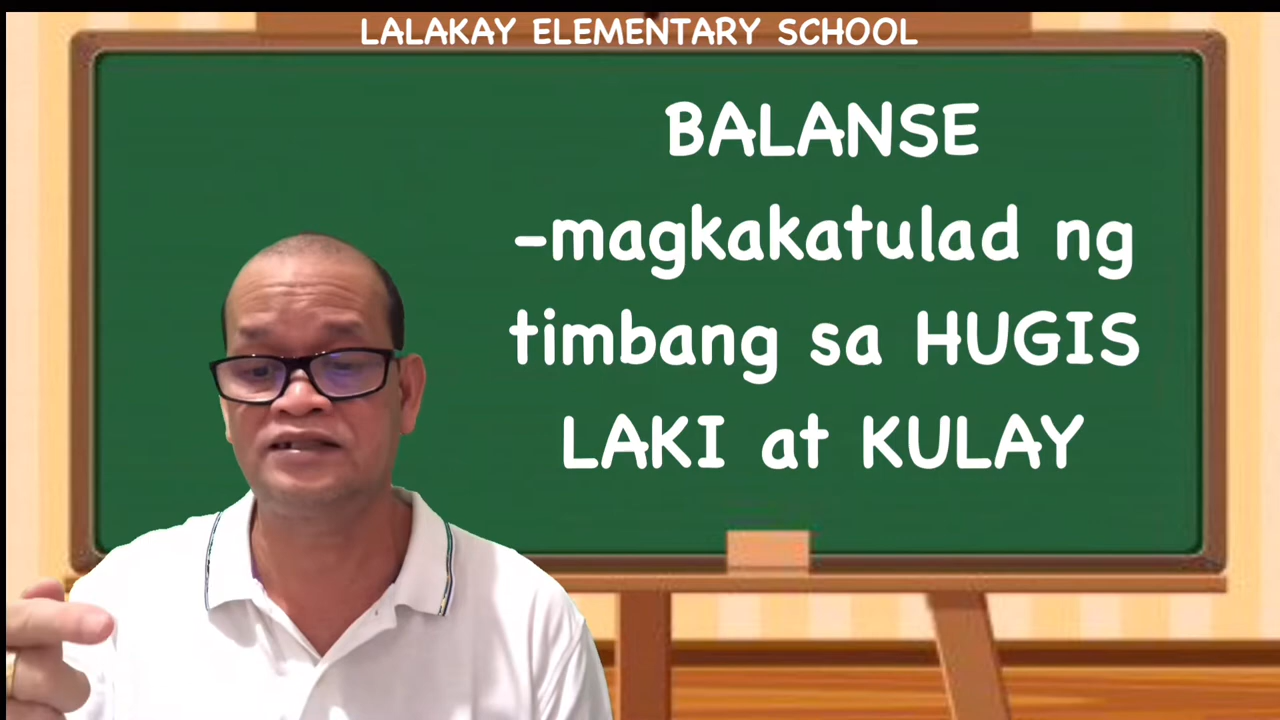 LALAKAY ELEMENTARY SCHOOL
BALANSE
-magkakatulad ng
timbang sa HUGIS
LAKI at KULAY